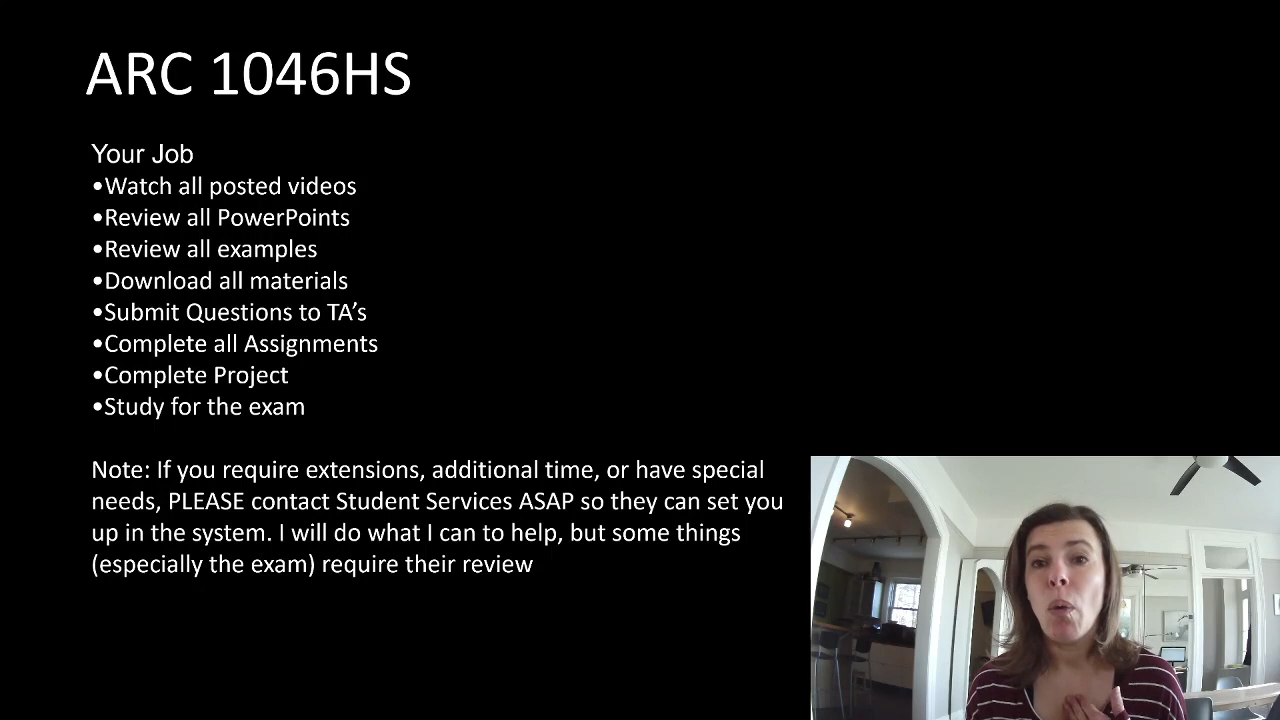 ARC 1046HS
Your Job
•Watch all posted videos
•Review all PowerPoints
•Review all examples
•Download all materials
•Submit Questions to TA’s
•Complete all Assignments
•Complete Project
•Study for the exam
Note: If you require extensions, additional time, or have special
needs, PLEASE contact Student Services ASAP so they can set you
up in the system. I will do what I can to help, but some things
(especially the exam) require their review